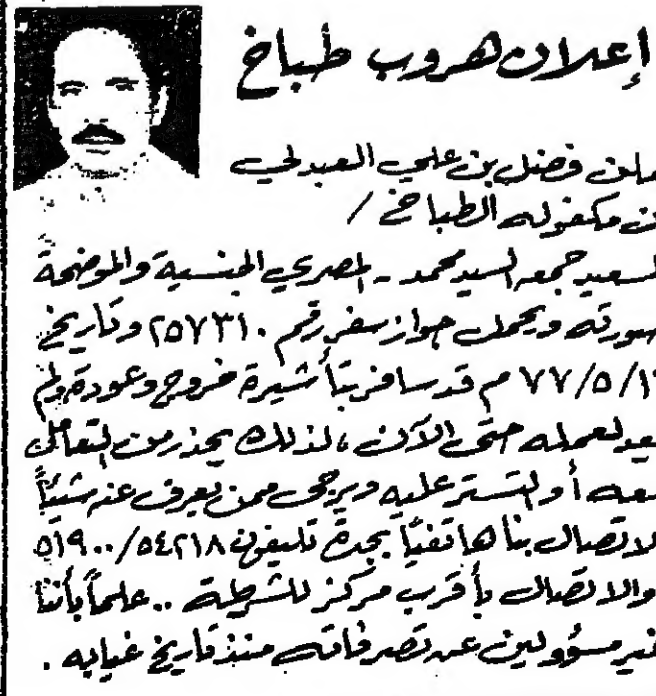 إعلان هروب طباخ
يعلن فضل بن علي العبدلي
أن مكفوله الطباخ /
السعيد جمعه السيد محمد - المصري الجنسية والموضحة
صورته ويحمل جواز سفر رقم ٢٥٧٣١٠ وتاريخ
٧٧/٥/١٢ م قد سافر بتأشيرة خروج وعودة ولم
يعد لعمله حتى الآن ، لذلك يحذر من التعامل
معه أو التستر عليه ويرجى ممن يعرف عنه شيئاً
الاتصال بنا هاتفياً بجدة تليفون ٥٤٢١٨/٥١٩٠٠
والاتصال بأقرب مركز للشرطة .. علماً بأننا
غير مسؤولين عن تصرفاته منذ تاريخ غيابه .